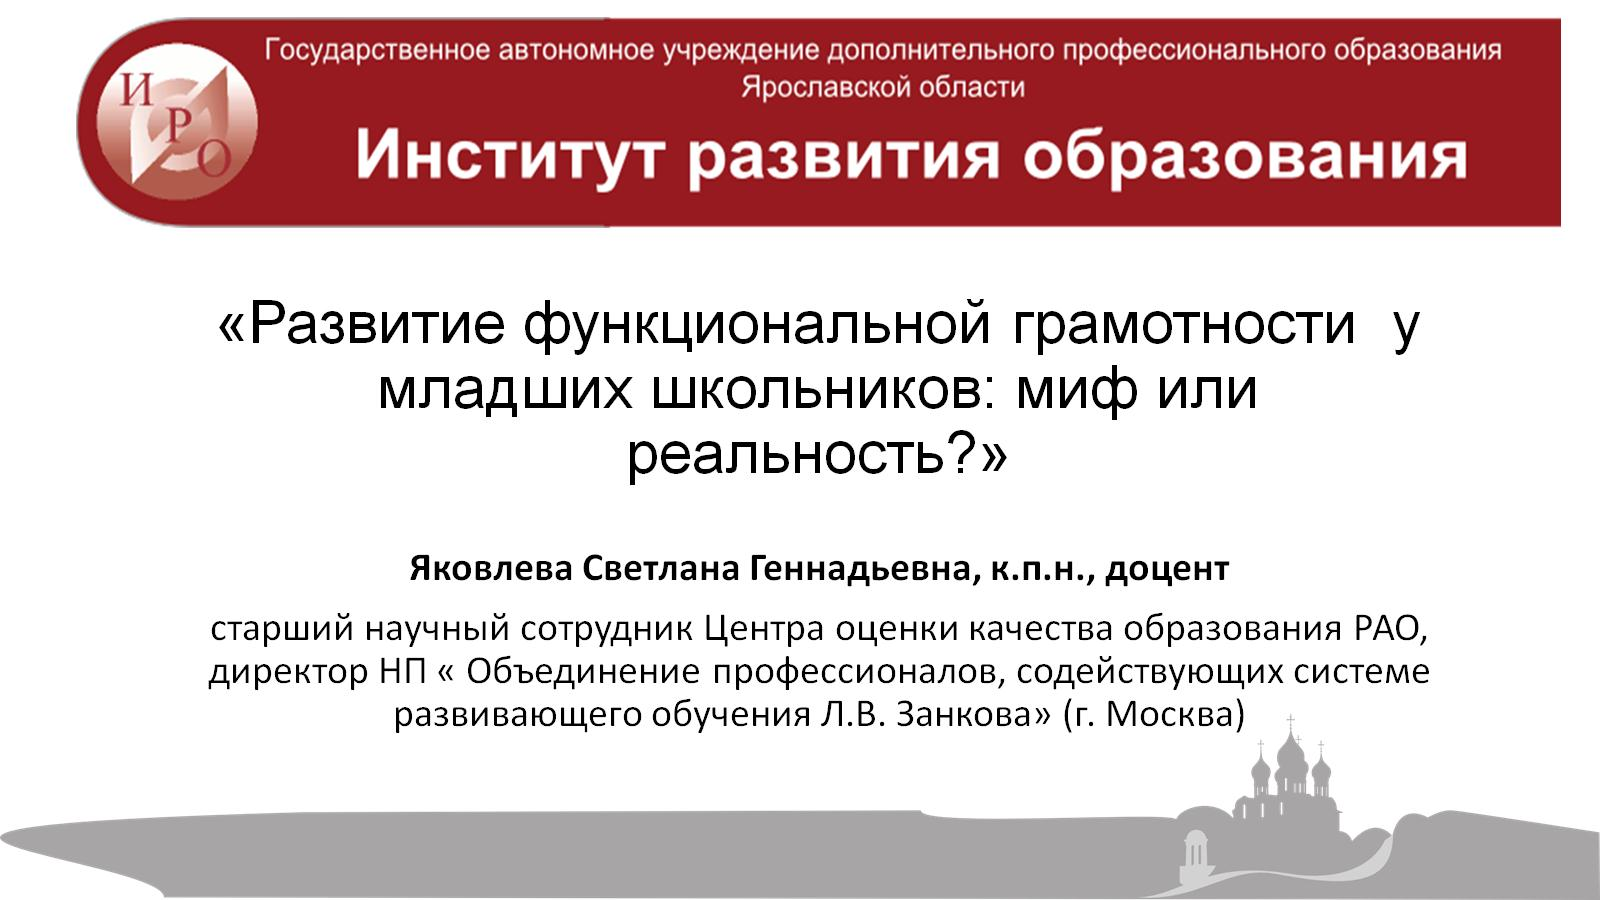 Государственное автономное учреждение дополнительного профессионального образования
Ярославской области
И
Р
О
Институт развития образования
«Развитие функциональной грамотности  у
младших школьников: миф или
реальность?»
Яковлева Светлана Геннадьевна, к.п.н., доцент
старший научный сотрудник Центра оценки качества образования РАО,
директор НП « Объединение профессионалов, содействующих системе
развивающего обучения Л.В. Занкова» (г. Москва)